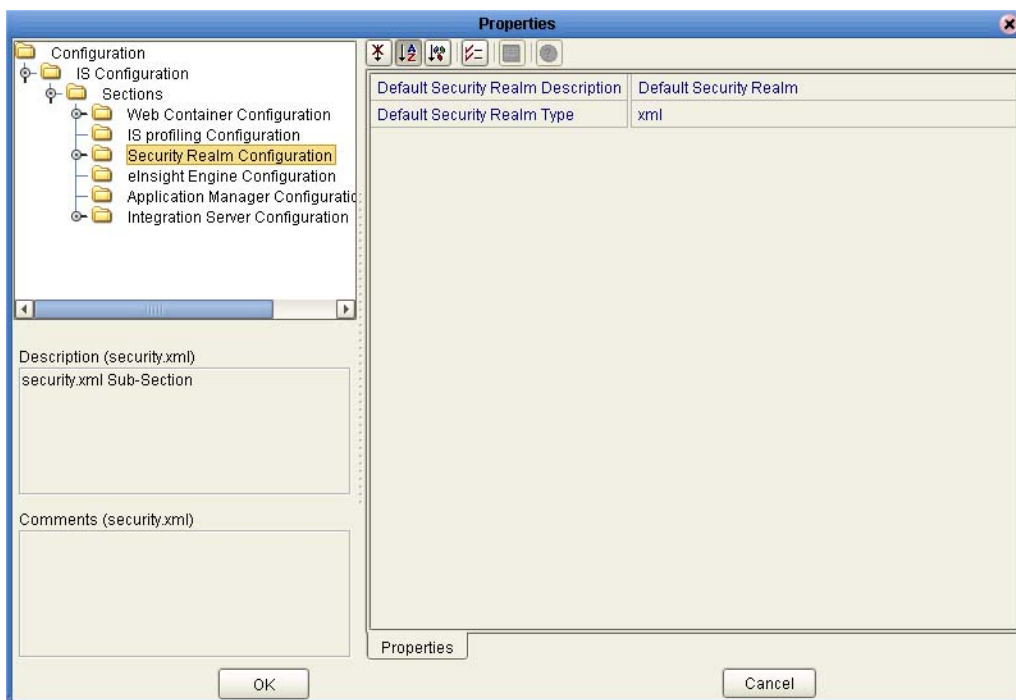 Properties
Configuration
IS Configuration
Sections
Web Container Configuration
IS profiling Configuration
Security Realm Configuration
eInsight Engine Configuration
Application Manager Configuratio
Integration Server Configuration
Description (security.xml)
security.xml Sub-Section
Comments (security.xml)
Default Security Realm Description Default Security Realm
Default Security Realm Type xml
Properties
OK Cancel